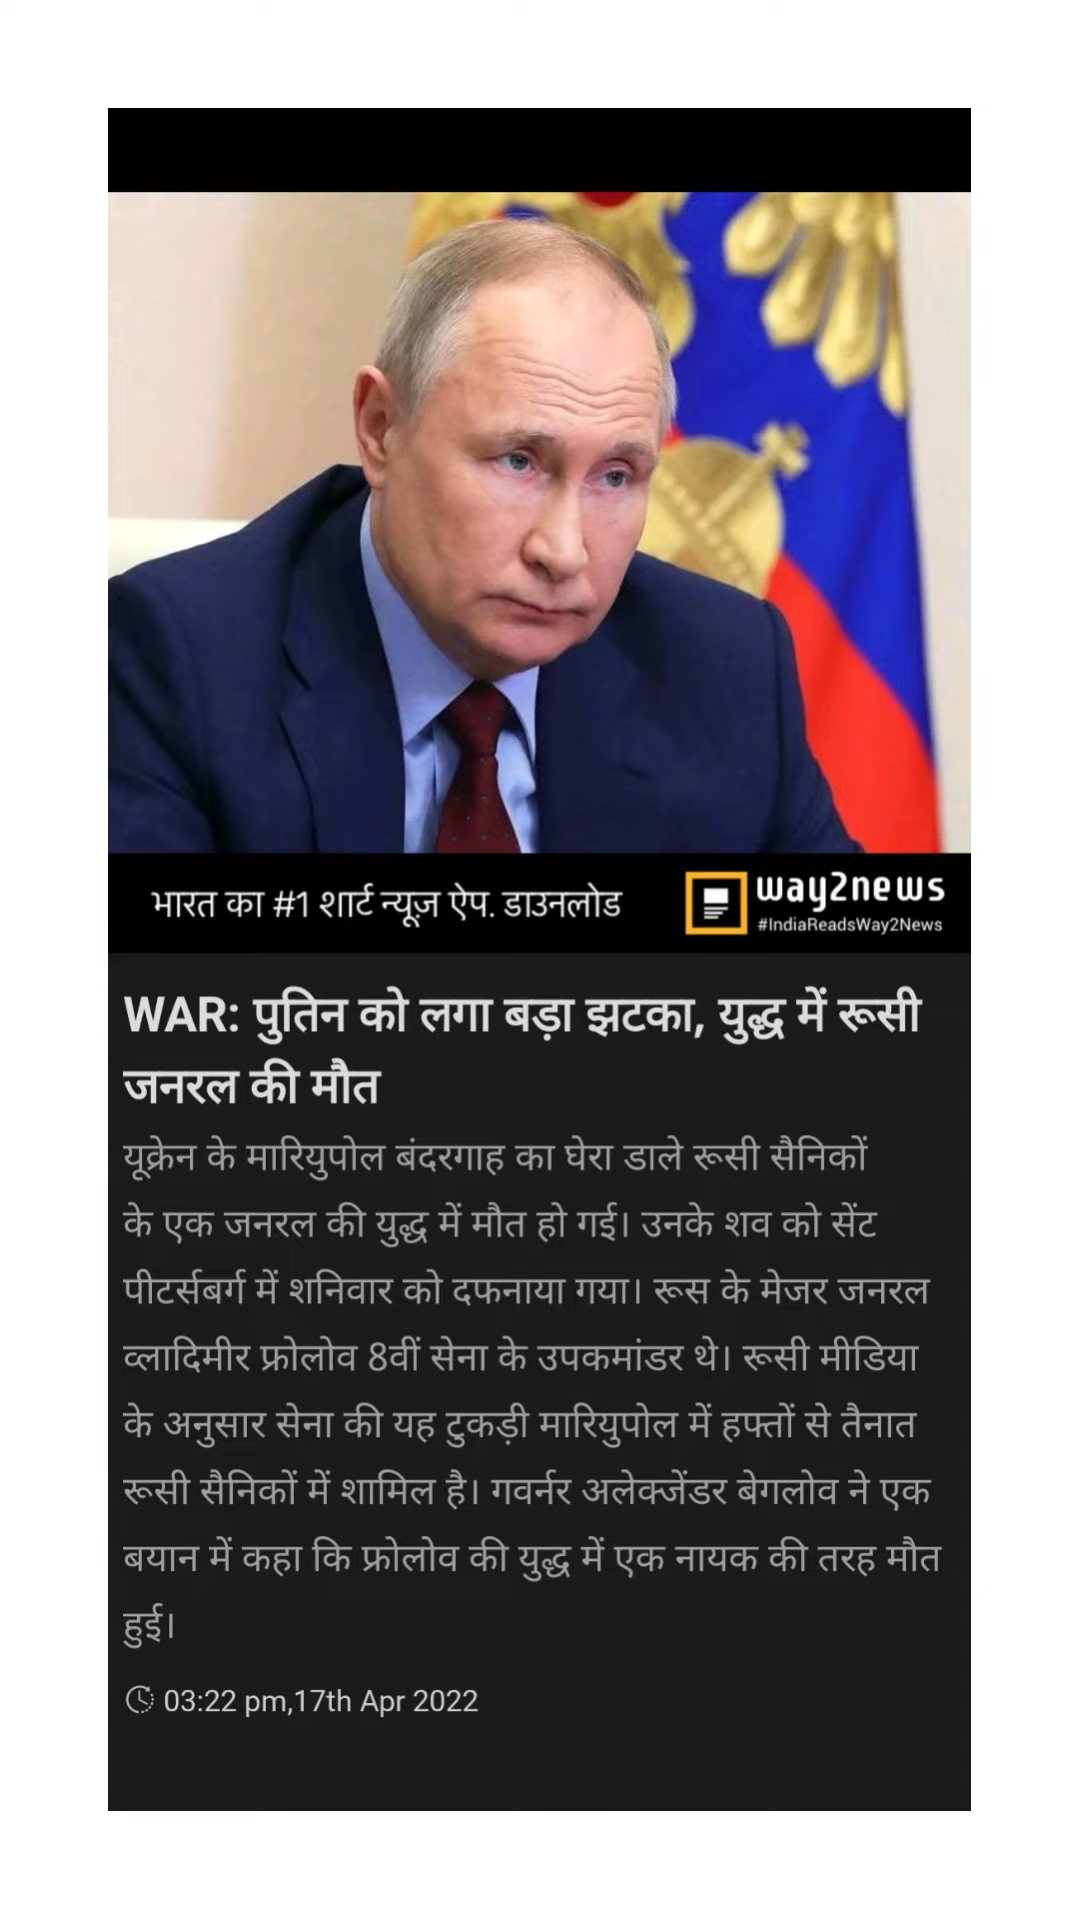 भारत का #1 शार्ट न्यूज़ ऐप. डाउनलोड
way2news
#IndiaReadsWay2News
WAR: पुतिन को लगा बड़ा झटका, युद्ध में रूसी
जनरल की मौत
यूक्रेन के मारियुपोल बंदरगाह का घेरा डाले रूसी सैनिकों
के एक जनरल की युद्ध में मौत हो गई। उनके शव को सेंट
पीटर्सबर्ग में शनिवार को दफनाया गया। रूस के मेजर जनरल
व्लादिमीर फ्रोलोव 8वीं सेना के उपकमांडर थे। रूसी मीडिया
के अनुसार सेना की यह टुकड़ी मारियुपोल में हफ्तों से तैनात
रूसी सैनिकों में शामिल है। गवर्नर अलेक्जेंडर बेगलोव ने एक
बयान में कहा कि फ्रोलोव की युद्ध में एक नायक की तरह मौत
हुई।
03:22 pm,17th Apr 2022